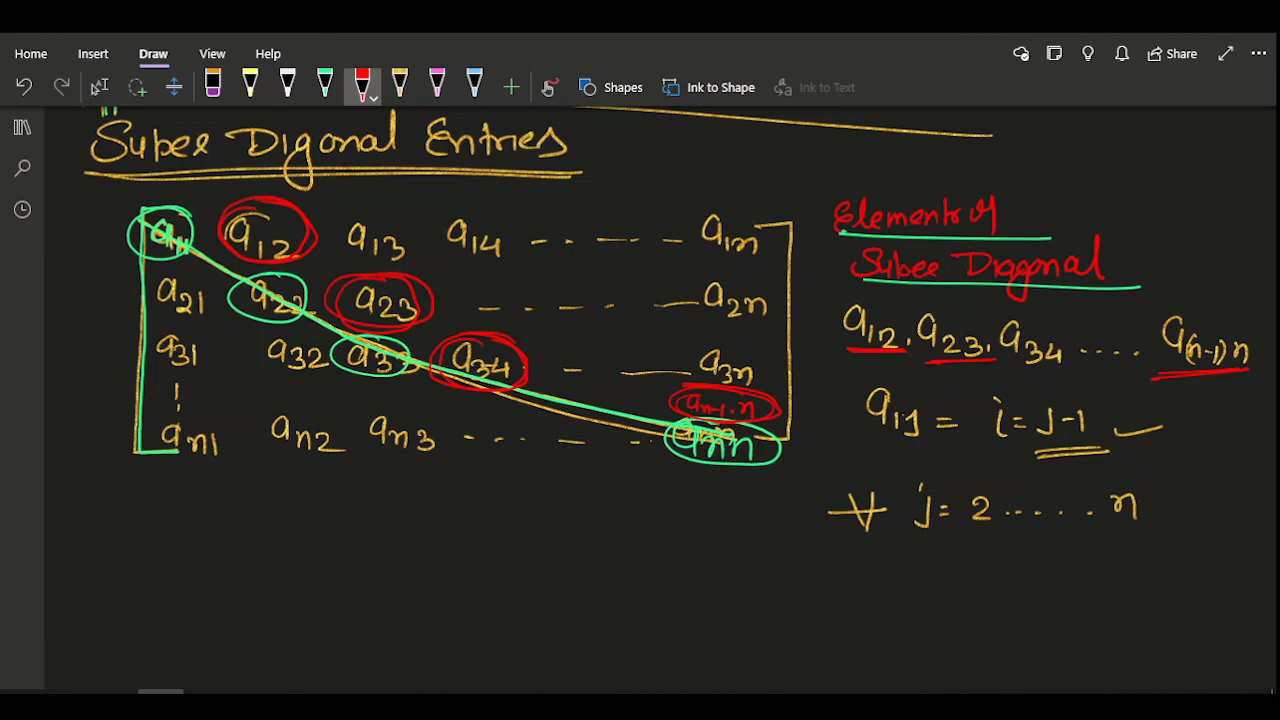 Home Insert Draw View Help
Share
Shapes Ink to Shape Ink to Text
Suber Digonal Entries
a11 a12 a13 a14 - - - - - a1n
a21 a22 a23 - - - - - a2n
a31 a32 a33 a34 - - a3n
an-1.n
an1 an2 an3 - - - - - ann
Elements of
Suber Diagonal
a12, a23, a34 .... a(n-1)n
aij = i = j-1 ✓
∀ j = 2 ...... n